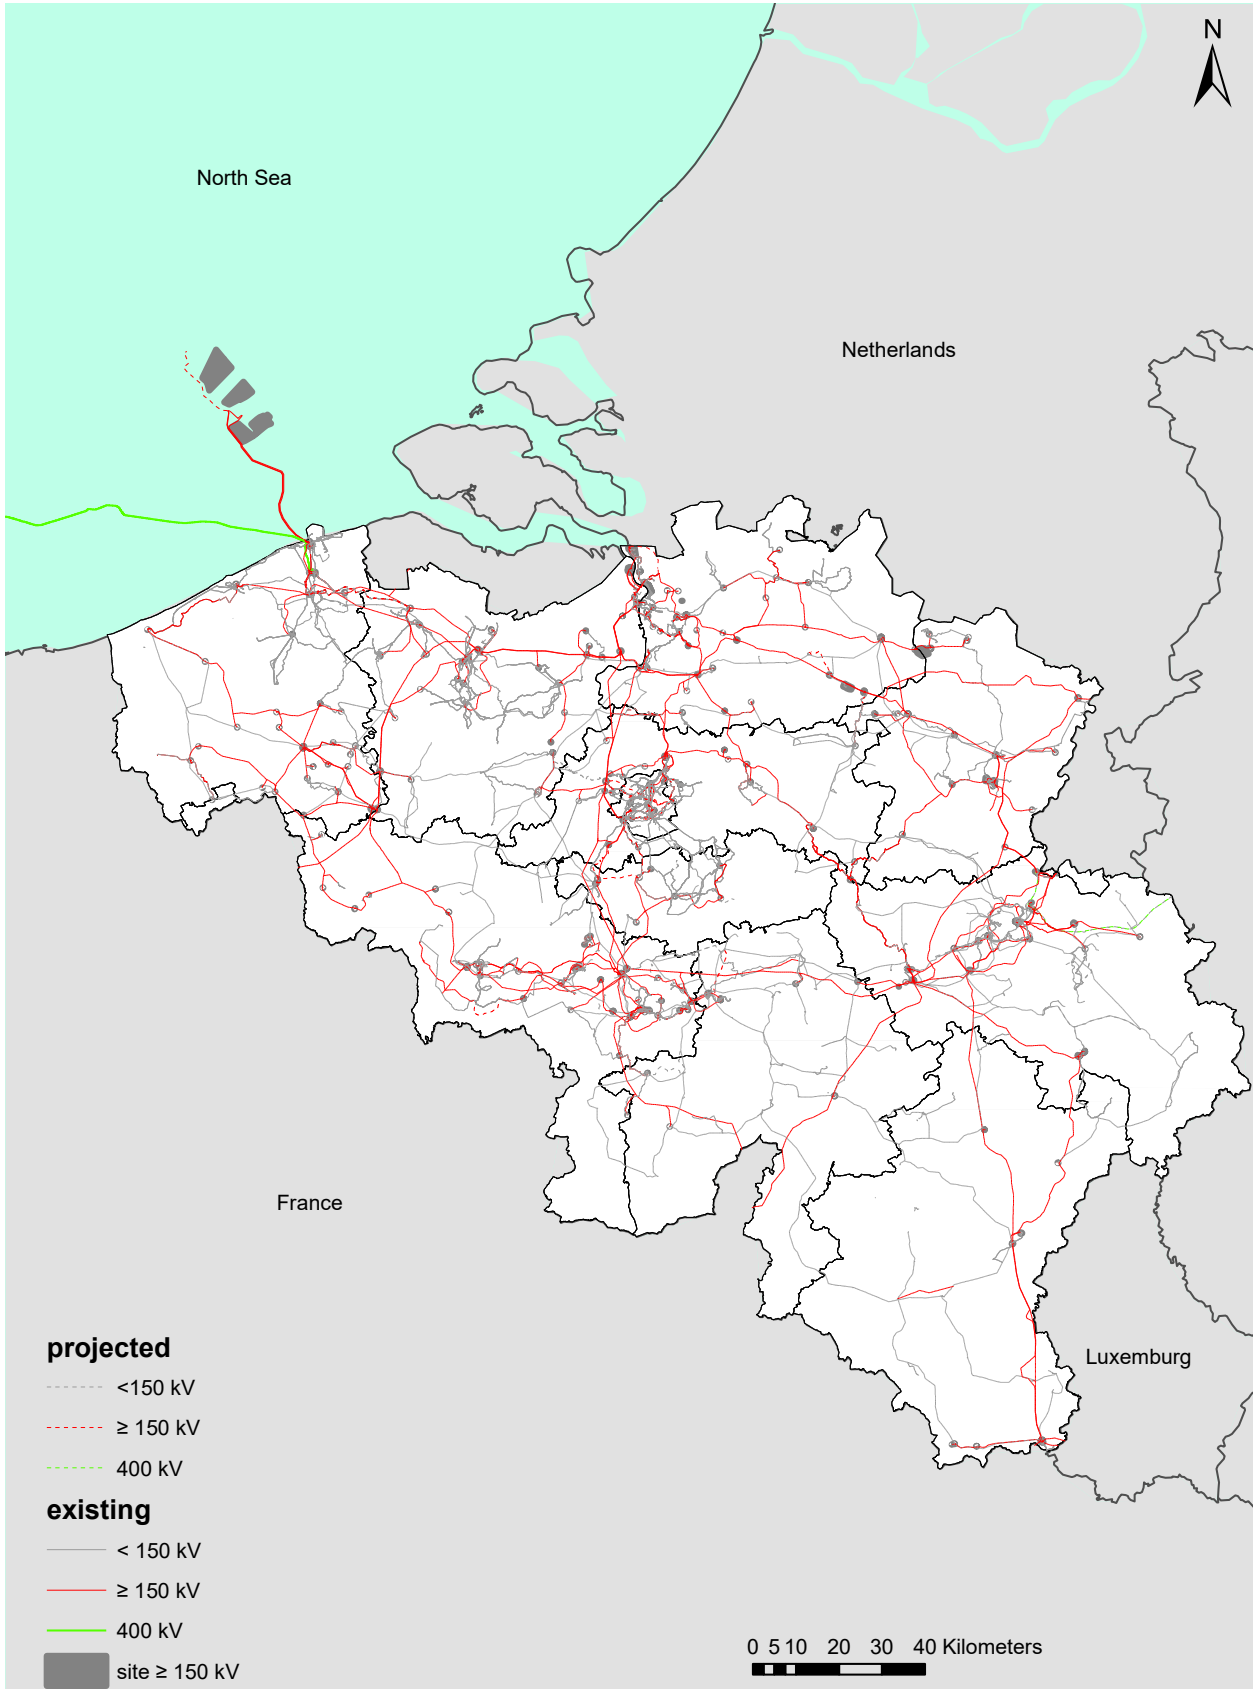 N
North Sea
Netherlands
France
Luxemburg
projected
<150 kV
≥ 150 kV
400 kV
existing
< 150 kV
≥ 150 kV
400 kV
site ≥ 150 kV
0 5 10 20 30 40 Kilometers